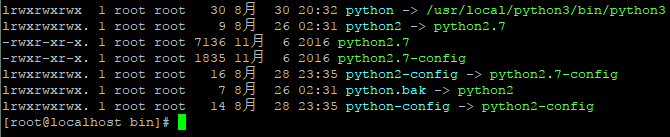 lrwxrwxrwx  1 root root   30 8月  30 20:32 python -> /usr/local/python3/bin/python3
lrwxrwxrwx. 1 root root    9 8月  26 02:31 python2 -> python2.7
-rwxr-xr-x. 1 root root 7136 11月   6 2016 python2.7
-rwxr-xr-x. 1 root root 1835 11月   6 2016 python2.7-config
lrwxrwxrwx. 1 root root   16 8月  28 23:35 python2-config -> python2.7-config
lrwxrwxrwx. 1 root root    7 8月  26 02:31 python.bak -> python2
lrwxrwxrwx. 1 root root   14 8月  28 23:35 python-config -> python2-config
[root@localhost bin]#